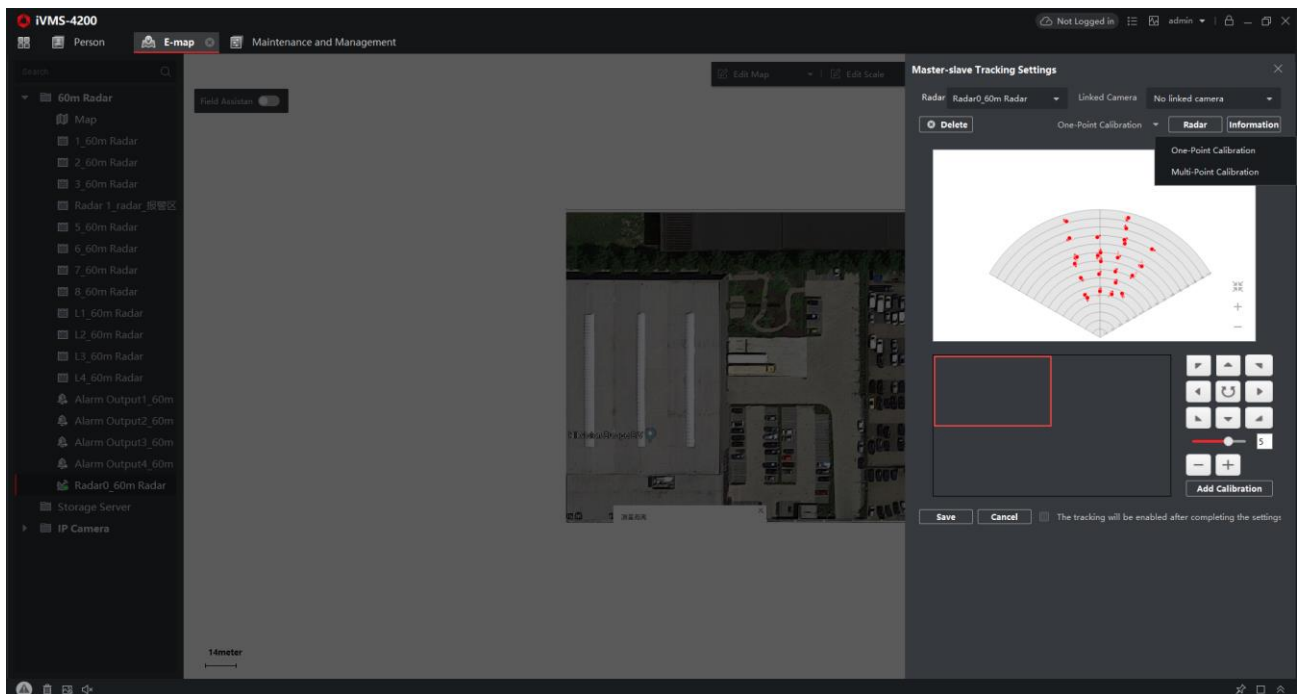 iVMS-4200
Not Logged in
admin
Person
E-map
Maintenance and Management
Search
60m Radar
Map
1_60m Radar
2_60m Radar
3_60m Radar
Radar 1_radar_报警区
5_60m Radar
6_60m Radar
7_60m Radar
8_60m Radar
L1_60m Radar
L2_60m Radar
L3_60m Radar
L4_60m Radar
Alarm Output1_60m
Alarm Output2_60m
Alarm Output3_60m
Alarm Output4_60m
Radar0_60m Radar
Storage Server
IP Camera
Field Assistan
Edit Map
Edit Scale
14meter
Master-slave Tracking Settings
Radar
Radar0_60m Radar
Linked Camera
No linked camera
Delete
One-Point Calibration
Radar
Information
One-Point Calibration
Multi-Point Calibration
5
Add Calibration
Save
Cancel
The tracking will be enabled after completing the settings